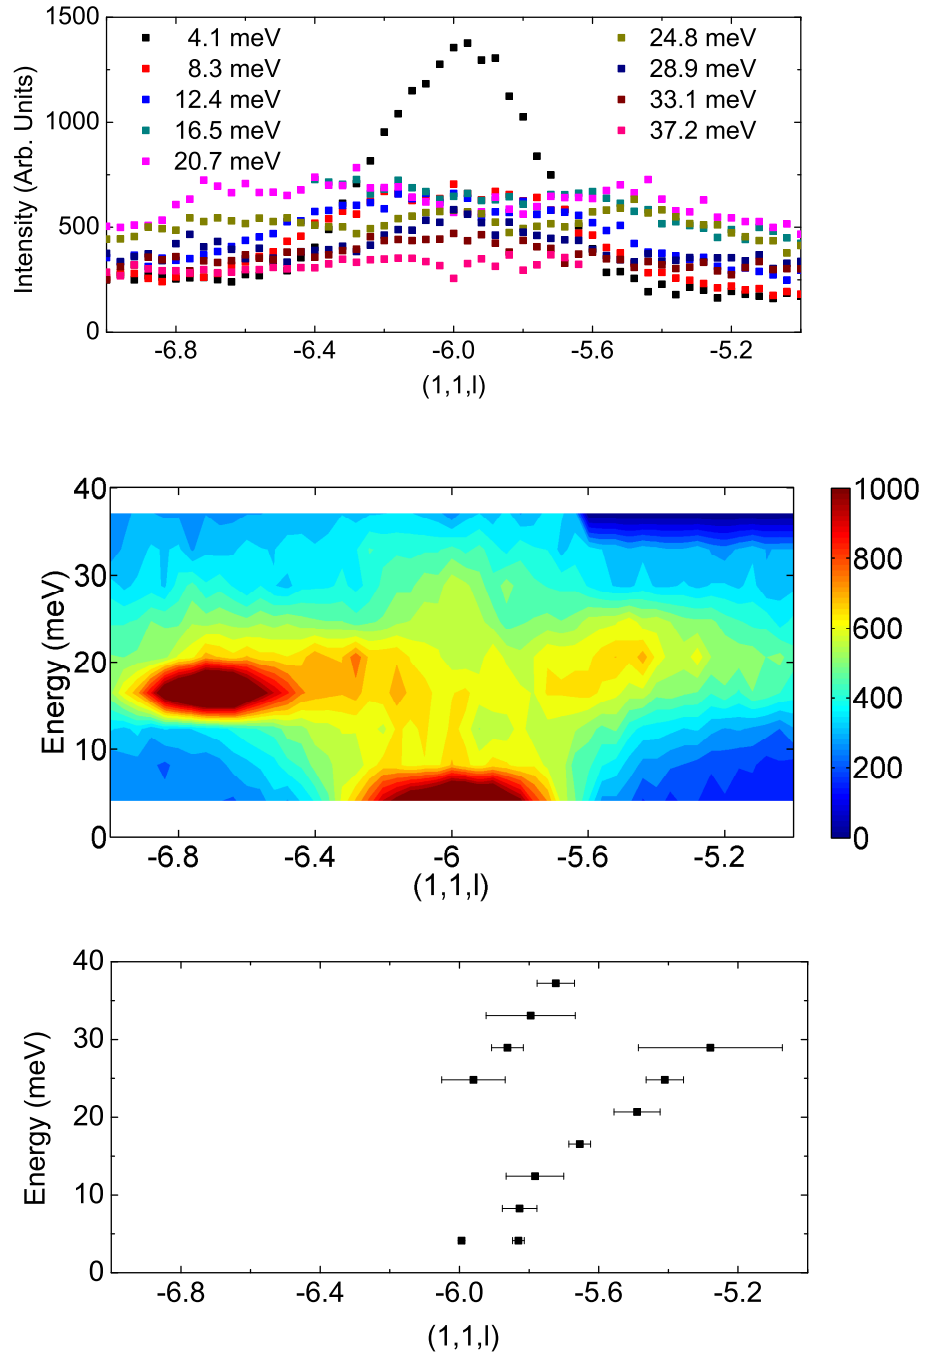 1500
1000
500
0
Intensity (Arb. Units)
4.1 meV
8.3 meV
12.4 meV
16.5 meV
20.7 meV
24.8 meV
28.9 meV
33.1 meV
37.2 meV
-6.8
-6.4
-6.0
-5.6
-5.2
(1,1,l)
40
30
20
10
0
Energy (meV)
-6.8
-6.4
-6
-5.6
-5.2
(1,1,l)
1000
800
600
400
200
0
40
30
20
10
0
Energy (meV)
-6.8
-6.4
-6.0
-5.6
-5.2
(1,1,l)